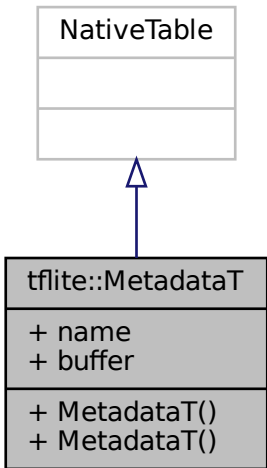 NativeTable
tflite::MetadataT
+ name
+ buffer
+ MetadataT()
+ MetadataT()